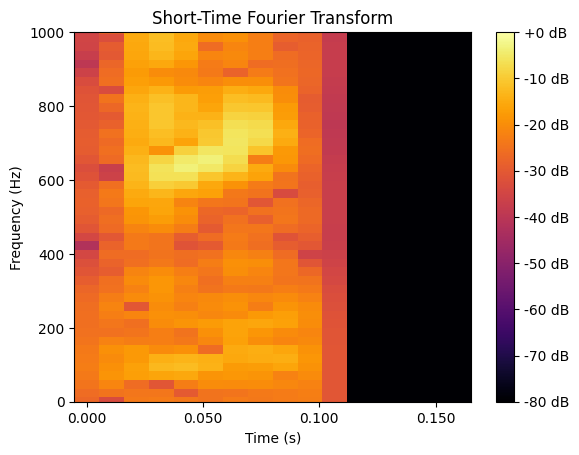 Short-Time Fourier Transform
1000
800
600
400
200
0
Frequency (Hz)
0.000
0.050
0.100
0.150
Time (s)
+0 dB
-10 dB
-20 dB
-30 dB
-40 dB
-50 dB
-60 dB
-70 dB
-80 dB